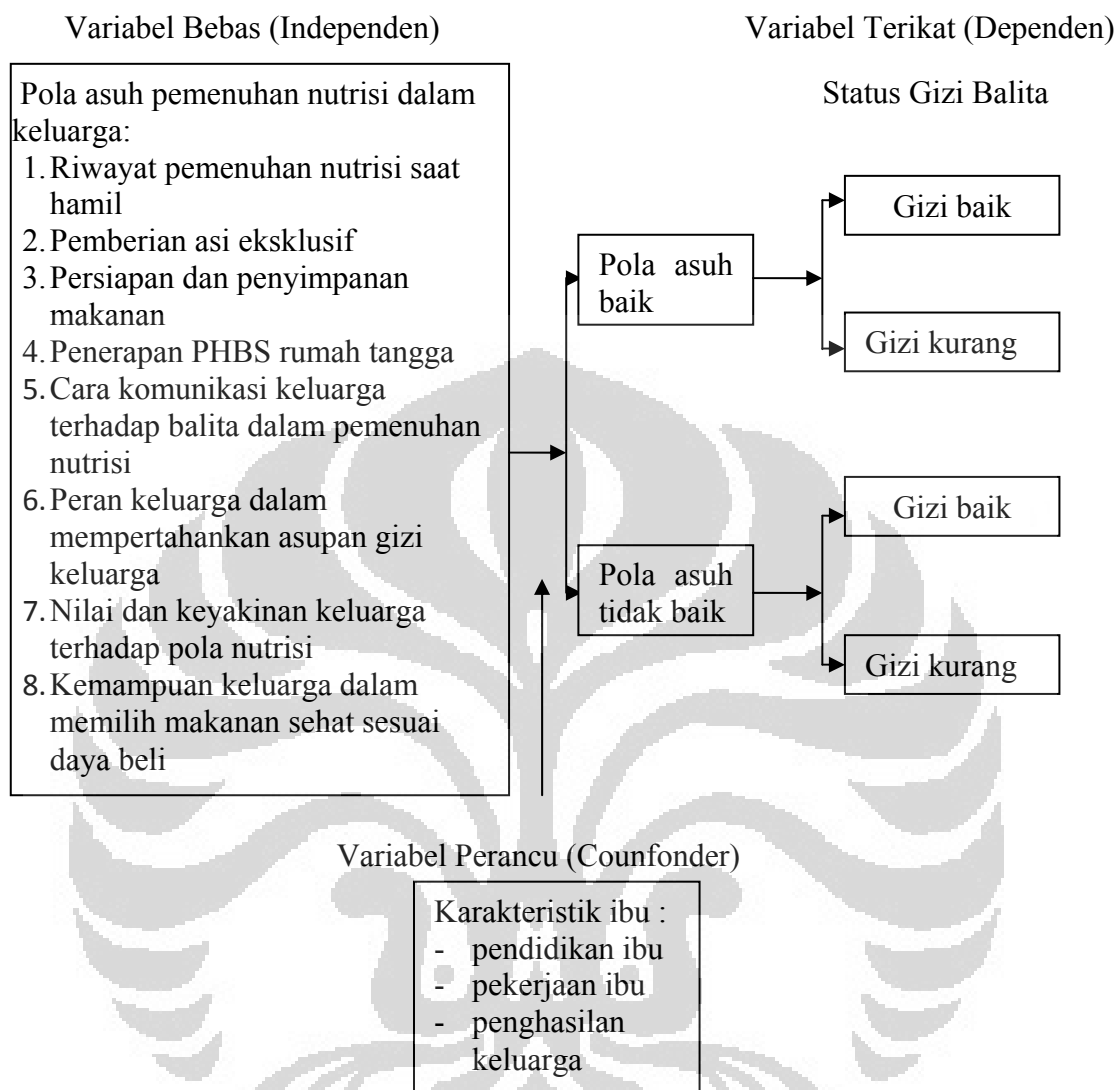 Variabel Bebas (Independen)
Variabel Terikat (Dependen)
Pola asuh pemenuhan nutrisi dalam
keluarga:
1. Riwayat pemenuhan nutrisi saat
hamil
2. Pemberian asi eksklusif
3. Persiapan dan penyimpanan
makanan
4. Penerapan PHBS rumah tangga
5. Cara komunikasi keluarga
terhadap balita dalam pemenuhan
nutrisi
6. Peran keluarga dalam
mempertahankan asupan gizi
keluarga
7. Nilai dan keyakinan keluarga
terhadap pola nutrisi
8. Kemampuan keluarga dalam
memilih makanan sehat sesuai
daya beli
Pola asuh
baik
Pola asuh
tidak baik
Status Gizi Balita
Gizi baik
Gizi kurang
Gizi baik
Gizi kurang
Variabel Perancu (Counfonder)
Karakteristik ibu :
- pendidikan ibu
- pekerjaan ibu
- penghasilan
keluarga